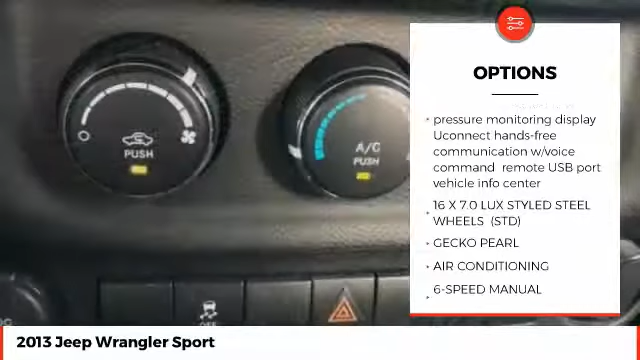 OPTIONS
pressure monitoring display
Uconnect hands-free
communication w/voice
command remote USB port
vehicle info center
16 X 7.0 LUX STYLED STEEL
WHEELS (STD)
GECKO PEARL
AIR CONDITIONING
6-SPEED MANUAL
PUSH
A/C
PUSH
OFF
2013 Jeep Wrangler Sport